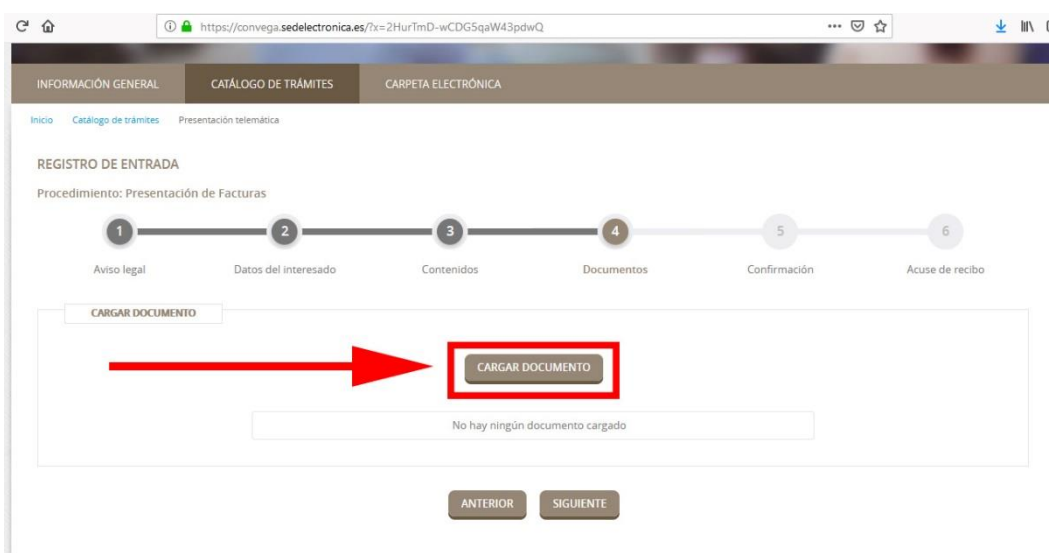 https://convega.sedelectronica.es/?x=2HurTmD-wCDG5qaW43pdwQ
INFORMACIÓN GENERAL CATÁLOGO DE TRÁMITES CARPETA ELECTRÓNICA
Inicio Catálogo de trámites Presentación telemática
REGISTRO DE ENTRADA
Procedimiento: Presentación de Facturas
1 2 3 4 5 6
Aviso legal Datos del interesado Contenidos Documentos Confirmación Acuse de recibo
CARGAR DOCUMENTO
CARGAR DOCUMENTO
No hay ningún documento cargado
ANTERIOR SIGUIENTE